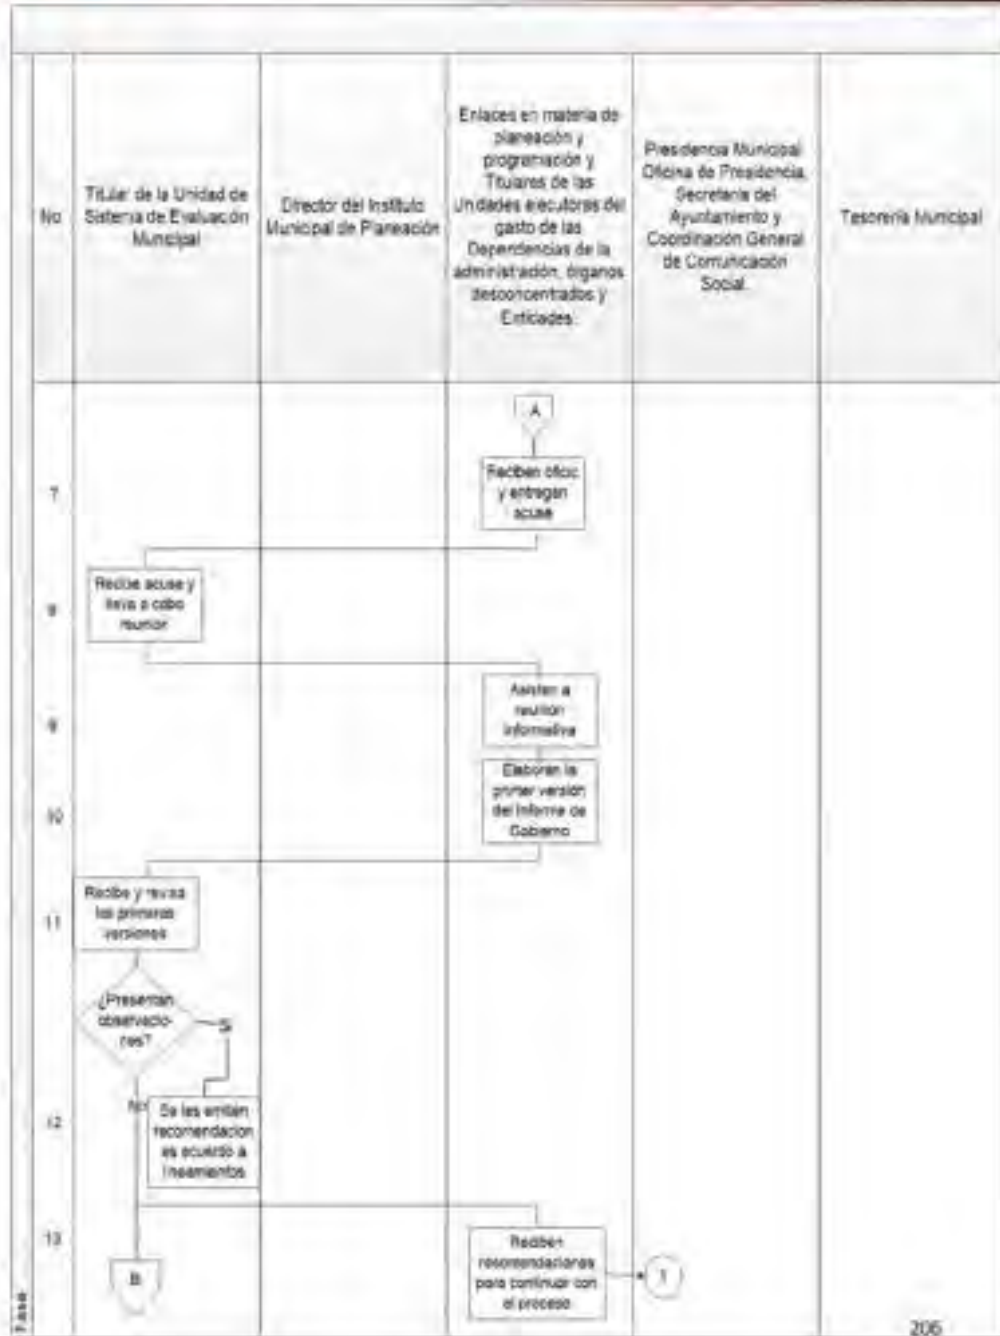 No
Titular de la Unidad de
Sistema de Evaluación
Municipal
Director del Instituto
Municipal de Planeación
Enlaces en materia de
planeación y
programación y
Titulares de las
Unidades ejecutoras del
gasto de las
Dependencias de la
administración, órganos
desconcentrados y
Entidades.
Presidencia Municipal
Oficina de Presidencia,
Secretaría del
Ayuntamiento y
Coordinación General
de Comunicación
Social.
Tesorería Municipal
A
7
Reciben oficio
y entregan
acuse
8
Recibe acuse y
lleva a cabo
reunión
9
Asisten a
reunión
informativa
10
Elaboran la
primer versión
del Informe de
Gobierno
11
Recibe y revisa
las primeras
versiones
¿Presentan
observacio-
nes?
Si
No
12
Se les emiten
recomendacion
es acuerdo a
lineamientos
13
Reciben
recomendaciones
para continuar con
el proceso
B
Fase
206